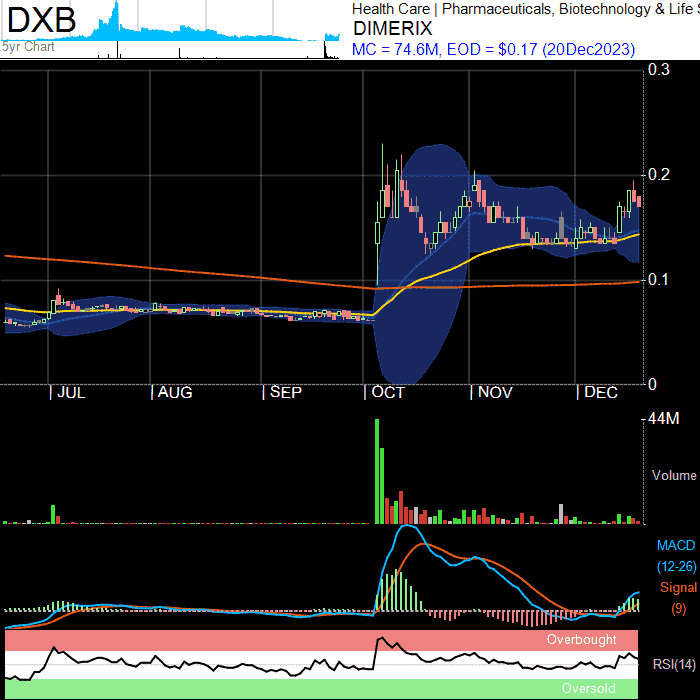 DXB
Health Care | Pharmaceuticals, Biotechnology & Life S
DIMERIX
MC = 74.6M, EOD = $0.17 (20Dec2023)
5yr Chart
0.3
0.2
0.1
0
| JUL | AUG | SEP | OCT | NOV | DEC
44M
Volume
MACD
(12-26)
Signal
(9)
Overbought
RSI(14)
Oversold